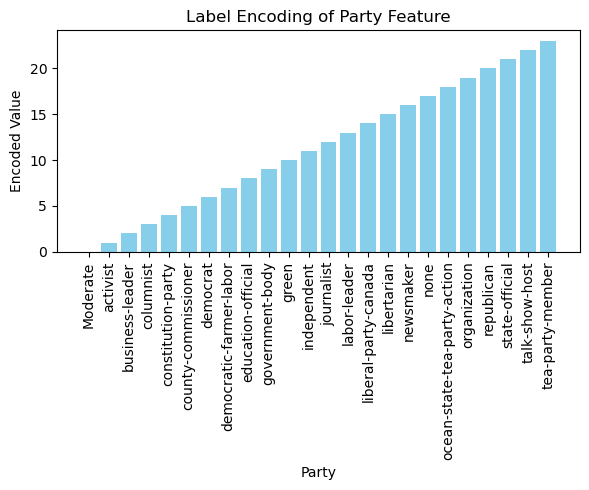 Label Encoding of Party Feature
Encoded Value
20
15
10
5
0
Moderate
activist
business-leader
columnist
constitution-party
county-commissioner
democrat
democratic-farmer-labor
education-official
government-body
green
independent
journalist
labor-leader
liberal-party-canada
libertarian
newsmaker
none
ocean-state-tea-party-action
organization
republican
state-official
talk-show-host
tea-party-member
Party